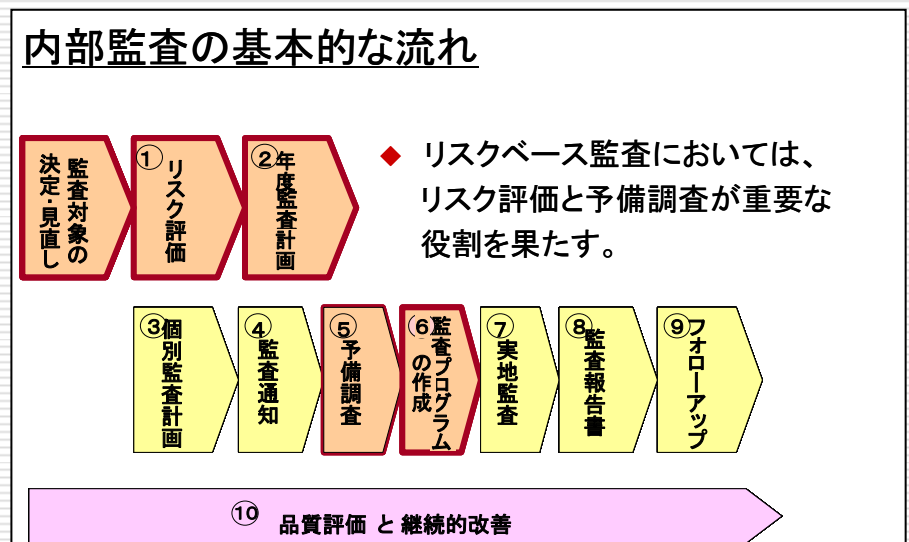 内部監査の基本的な流れ
監査対象の
決定・見直し
①リスク評価
②年度監査計画
◆ リスクベース監査においては、
リスク評価と予備調査が重要な
役割を果たす。
③個別監査計画
④監査通知
⑤予備調査
⑥監査プログラム
の作成
⑦実地監査
⑧監査報告書
⑨フォローアップ
⑩ 品質評価 と 継続的改善